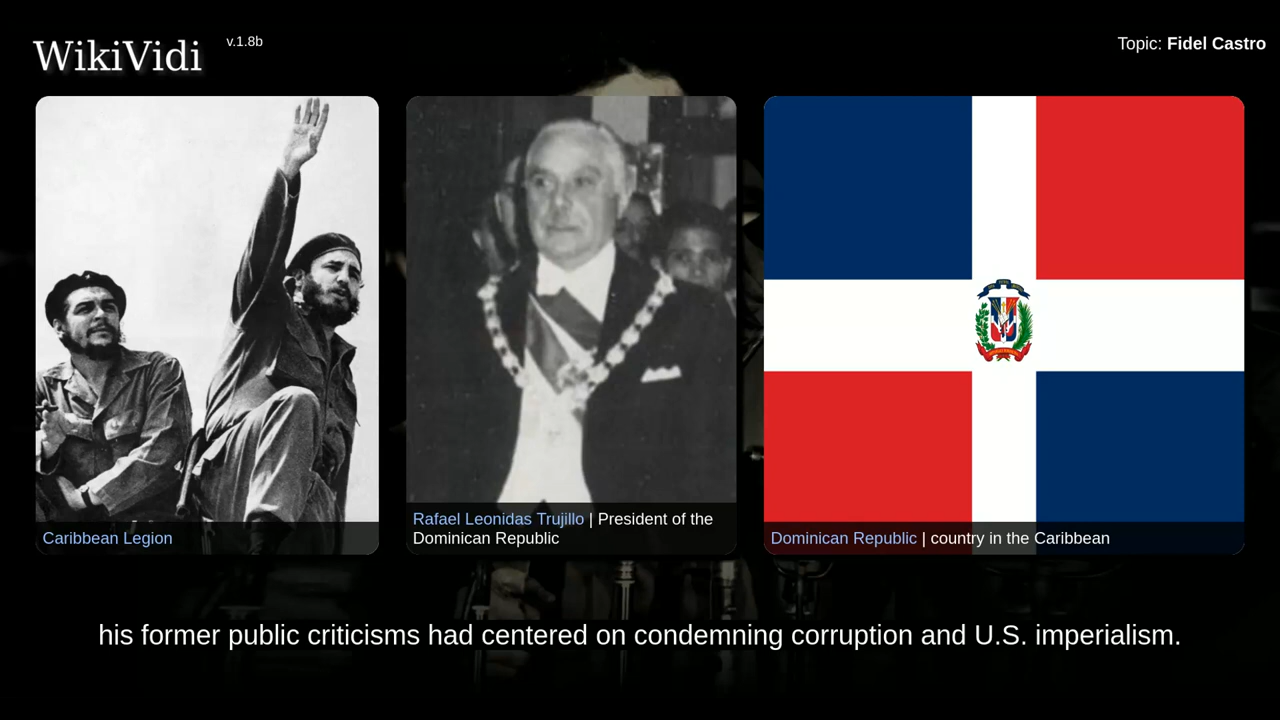 WikiVidi
v.1.8b
Topic: Fidel Castro
Caribbean Legion
Rafael Leonidas Trujillo | President of the
Dominican Republic
Dominican Republic | country in the Caribbean
his former public criticisms had centered on condemning corruption and U.S. imperialism.